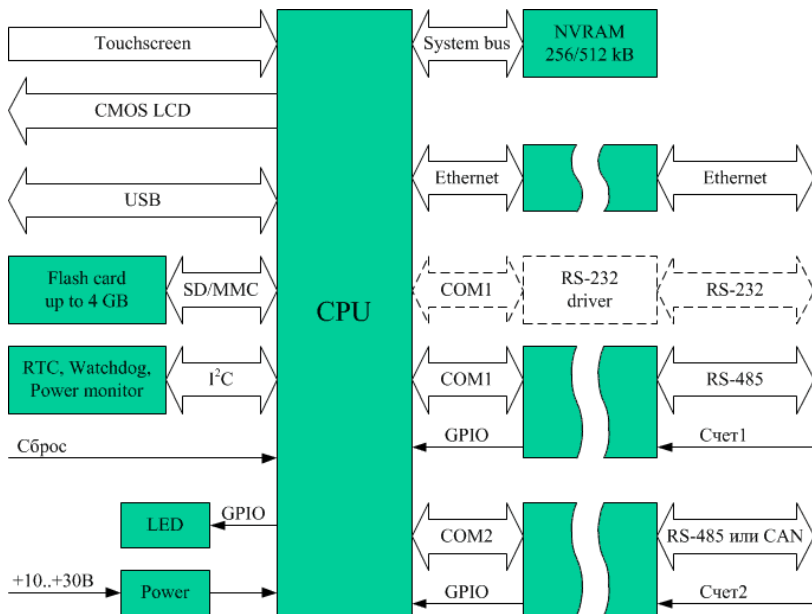 Touchscreen
System bus
NVRAM
256/512 kB
CMOS LCD
Ethernet
Ethernet
USB
Flash card
up to 4 GB
SD/MMC
CPU
COM1
RS-232
driver
RS-232
RTC, Watchdog,
Power monitor
I²C
COM1
RS-485
Сброс
GPIO
Счет1
LED
GPIO
COM2
RS-485 или CAN
+10..+30В
Power
GPIO
Счет2